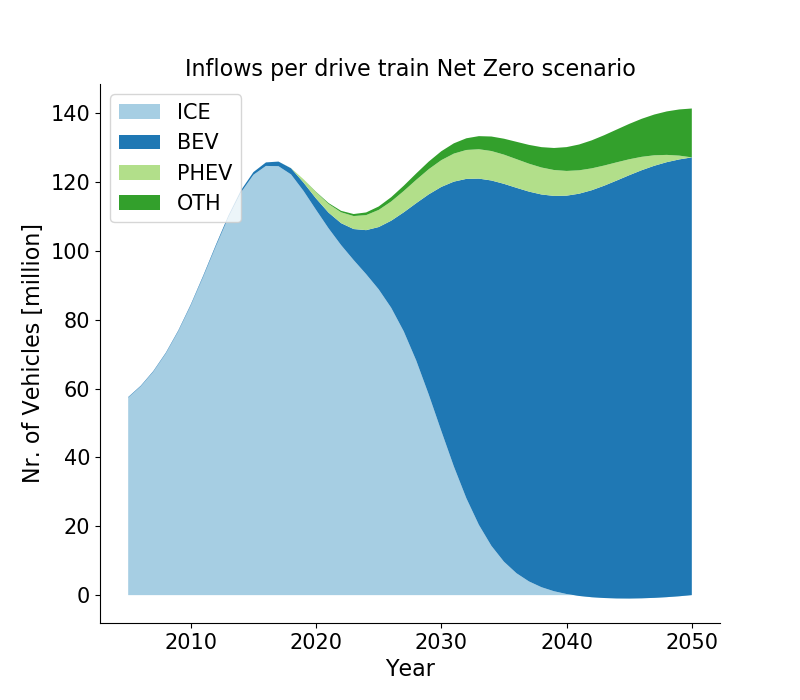 Inflows per drive train Net Zero scenario
ICE
BEV
PHEV
OTH
Nr. of Vehicles [million]
140
120
100
80
60
40
20
0
2010 2020 2030 2040 2050
Year